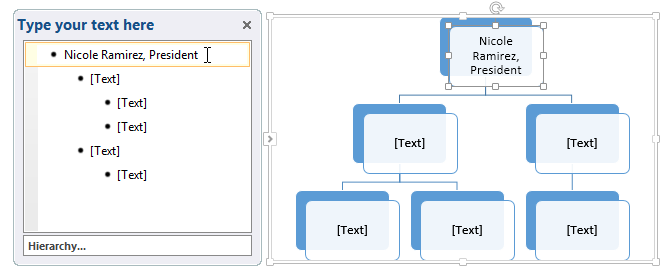 Type your text here
Nicole Ramirez, President
[Text]
[Text]
[Text]
[Text]
[Text]
Hierarchy...
Nicole
Ramirez,
President
[Text]
[Text]
[Text]
[Text]
[Text]